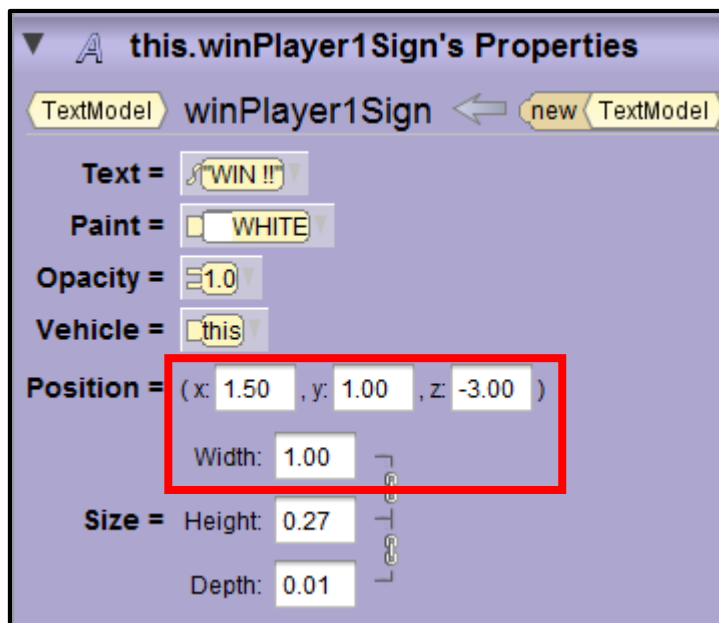 this.winPlayer1Sign's Properties
TextModel winPlayer1Sign new TextModel
Text = "WIN !!"
Paint = WHITE
Opacity = 1.0
Vehicle = this
Position = ( x: 1.50 , y: 1.00 , z: -3.00 )
Width: 1.00
Size = Height: 0.27
Depth: 0.01